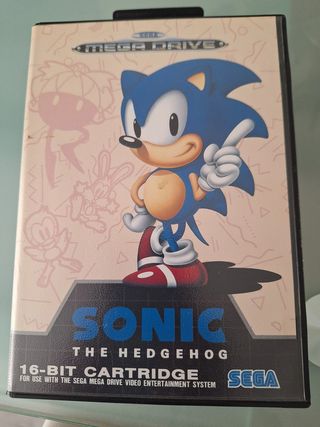 SEGA
MEGA DRIVE
SONIC
THE HEDGEHOG
16-BIT CARTRIDGE
FOR USE WITH THE SEGA MEGA DRIVE VIDEO ENTERTAINMENT SYSTEM
SEGA